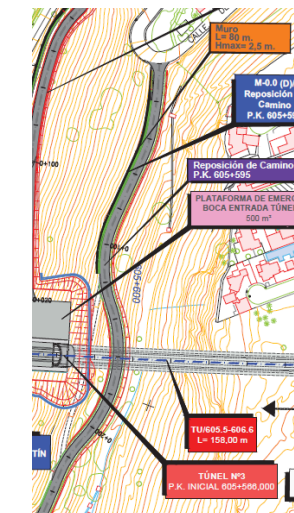 CALLE
Muro
L= 80 m.
Hmax= 2,5 m.
M-0.0 (D)/
Reposición
Camino
P.K. 605+59
Reposición de Camino
P.K. 605+595
PLATAFORMA DE EMERG
BOCA ENTRADA TÚNE
500 m²
0+100
0+020
605+600
TU/605.5-606.6
L= 158,00 m
TÍN
TÚNEL Nº3
P.K. INICIAL 605+566,000